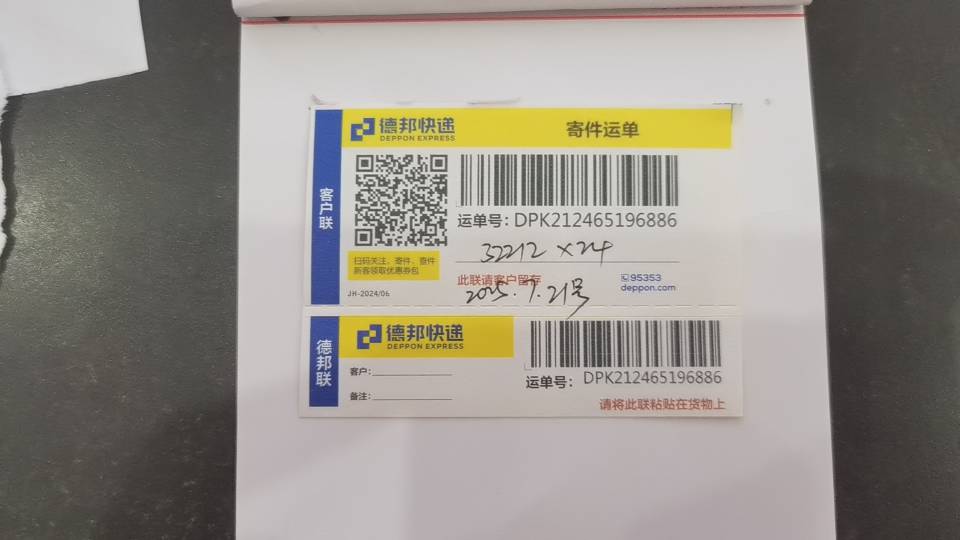 德邦快递
DEPPON EXPRESS
寄件运单
客户联
运单号：DPK212465196886
32212 ×24
扫码关注、寄件、查件
新客领取优惠券包
此联请客户留存
95353
deppon.com
JH-2024/06
2025.7.21号
德邦联
德邦快递
DEPPON EXPRESS
客户：
备注：
运单号：DPK212465196886
请将此联粘贴在货物上